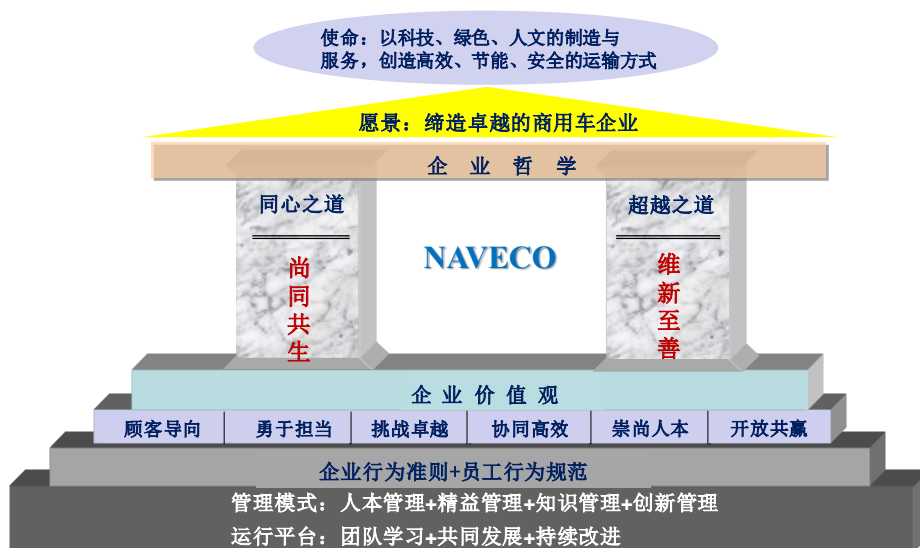 使命：以科技、绿色、人文的制造与
服务，创造高效、节能、安全的运输方式
愿景：缔造卓越的商用车企业
企业哲学
同心之道
尚同共生
NAVECO
超越之道
维新至善
企业价值观
顾客导向
勇于担当
挑战卓越
协同高效
崇尚人本
开放共赢
企业行为准则+员工行为规范
管理模式：人本管理+精益管理+知识管理+创新管理
运行平台：团队学习+共同发展+持续改进